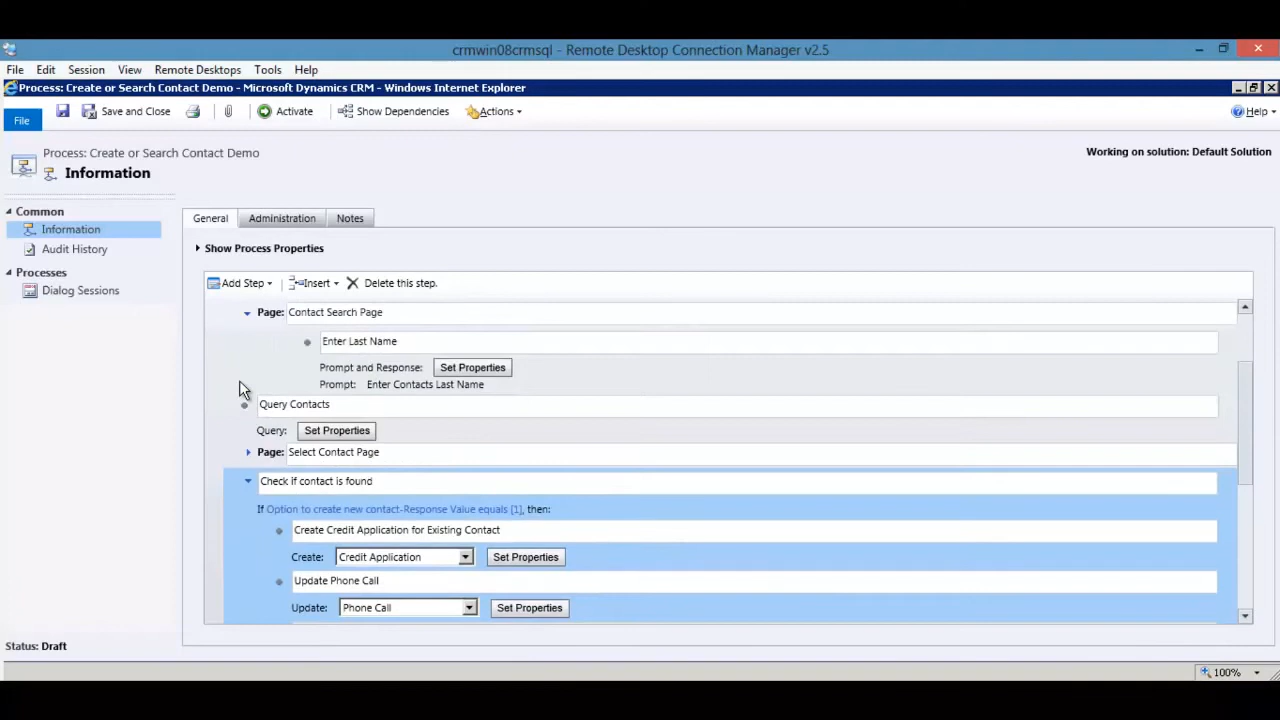 crmwin08crmsql - Remote Desktop Connection Manager v2.5
File Edit Session View Remote Desktops Tools Help
Process: Create or Search Contact Demo - Microsoft Dynamics CRM - Windows Internet Explorer
File Save and Close Activate Show Dependencies Actions Help
Process: Create or Search Contact Demo
Information
Working on solution: Default Solution
Common
Information
Audit History
Processes
Dialog Sessions
General Administration Notes
Show Process Properties
Add Step Insert Delete this step.
Page: Contact Search Page
Enter Last Name
Prompt and Response: Set Properties
Prompt: Enter Contacts Last Name
Query Contacts
Query: Set Properties
Page: Select Contact Page
Check if contact is found
If Option to create new contact-Response Value equals [1], then:
Create Credit Application for Existing Contact
Create: Credit Application Set Properties
Update Phone Call
Update: Phone Call Set Properties
Status: Draft
100%